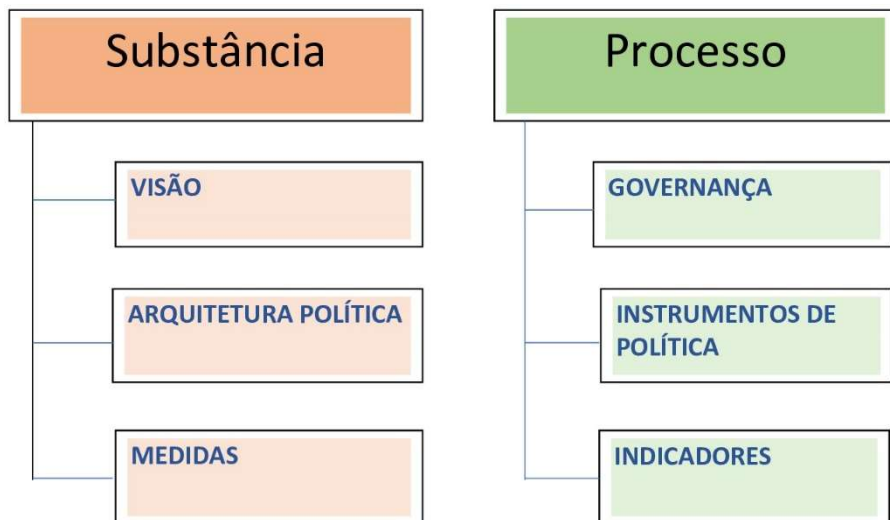 Substância
VISÃO
ARQUITETURA POLÍTICA
MEDIDAS
Processo
GOVERNANÇA
INSTRUMENTOS DE
POLÍTICA
INDICADORES